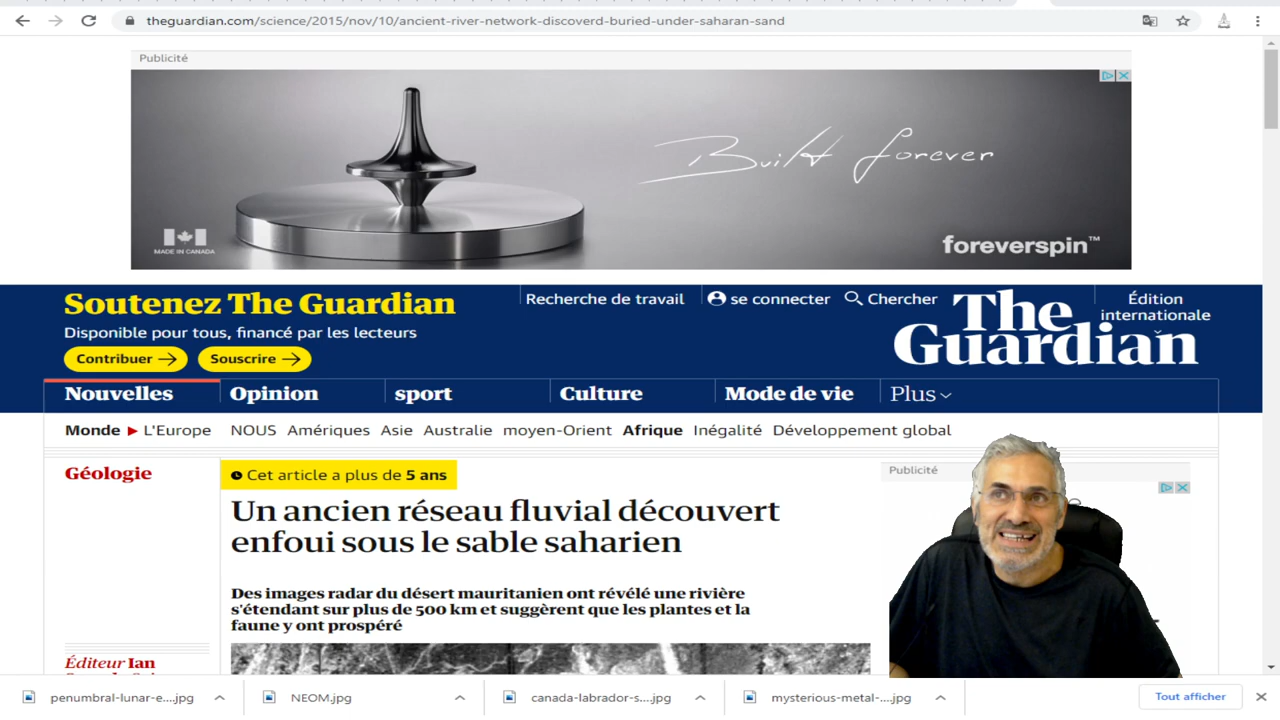 theguardian.com/science/2015/nov/10/ancient-river-network-discoverd-buried-under-saharan-sand
Publicité
Built forever
MADE IN CANADA
foreverspin™
Soutenez The Guardian
Disponible pour tous, financé par les lecteurs
Contribuer →
Souscrire →
Recherche de travail
se connecter
Chercher
The
Guardian
Édition
internationale
Nouvelles
Opinion
sport
Culture
Mode de vie
Plus
Monde ▶ L'Europe NOUS Amériques Asie Australie moyen-Orient Afrique Inégalité Développement global
Géologie
Cet article a plus de 5 ans
Un ancien réseau fluvial découvert
enfoui sous le sable saharien
Des images radar du désert mauritanien ont révélé une rivière
s'étendant sur plus de 500 km et suggèrent que les plantes et la
faune y ont prospéré
Publicité
Éditeur Ian
penumbral-lunar-e....jpg
NEOM.jpg
canada-labrador-s....jpg
mysterious-metal-....jpg
Tout afficher